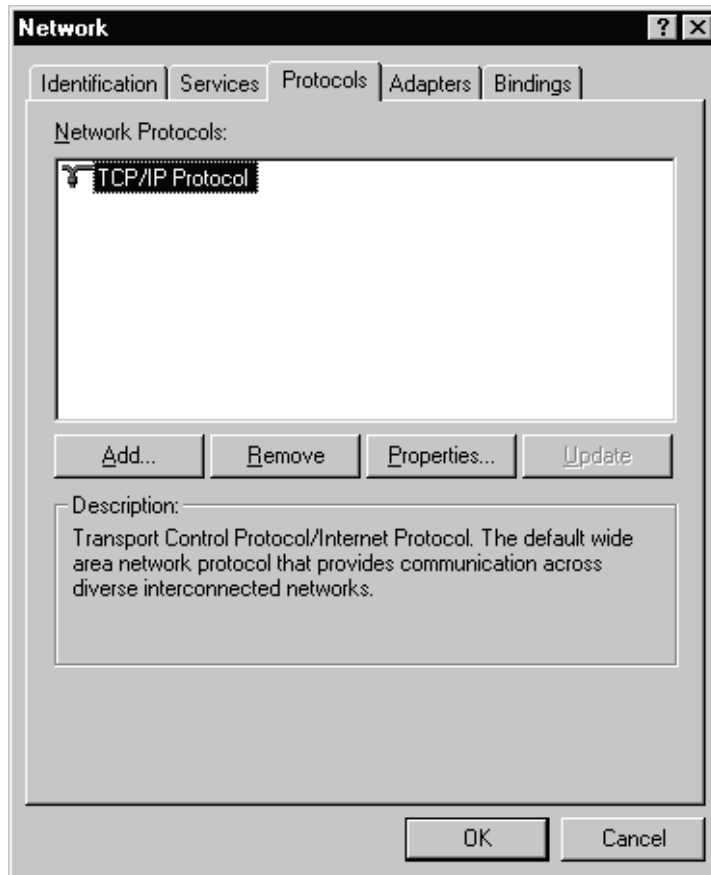 Network
Identification Services Protocols Adapters Bindings
Network Protocols:
TCP/IP Protocol
Add... Remove Properties... Update
Description:
Transport Control Protocol/Internet Protocol. The default wide
area network protocol that provides communication across
diverse interconnected networks.
OK Cancel